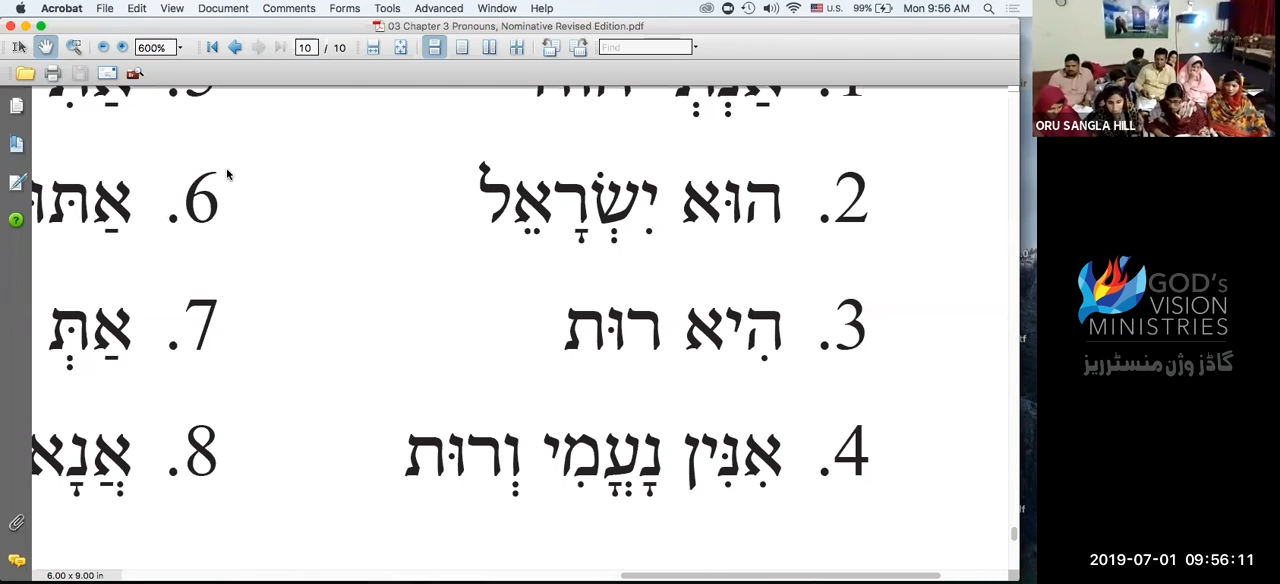 Acrobat File Edit View Document Comments Forms Tools Advanced Window Help U.S. 99% Mon 9:56 AM
03 Chapter 3 Pronouns, Nominative Revised Edition.pdf
600% 10 / 10 Find
.2 הוּא יִשְׂרָאֵל
.6
.3 הִיא רוּת
.7 אַתְּ
.4 אִנִּין נָעֳמִי וְרוּת
.8
6.00 x 9.00 in
ORU SANGLA HILL
GOD's
VISION
MINISTRIES
گاڈز وژن منسٹریز
2019-07-01 09:56:11